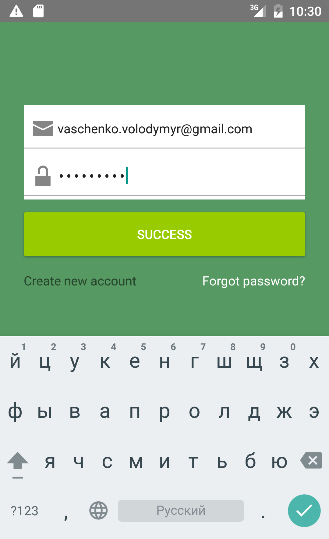 3G 10:30
vaschenko.volodymyr@gmail.com
•••••••••
SUCCESS
Create new account Forgot password?
1 2 3 4 5 6 7 8 9 0
й ц у к е н г ш щ з х
ф ы в а п р о л д ж э
я ч с м и т ь б ю
?123 , Русский .